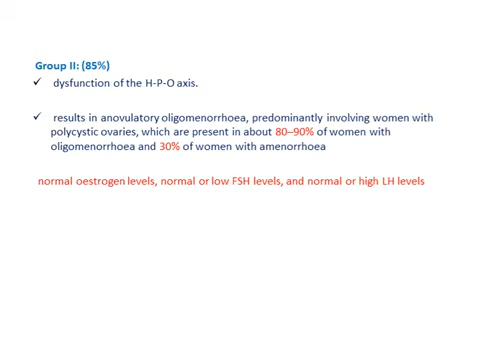 Group II: (85%)
✓ dysfunction of the H-P-O axis.
✓ results in anovulatory oligomenorrhoea, predominantly involving women with
polycystic ovaries, which are present in about 80–90% of women with
oligomenorrhoea and 30% of women with amenorrhoea
normal oestrogen levels, normal or low FSH levels, and normal or high LH levels